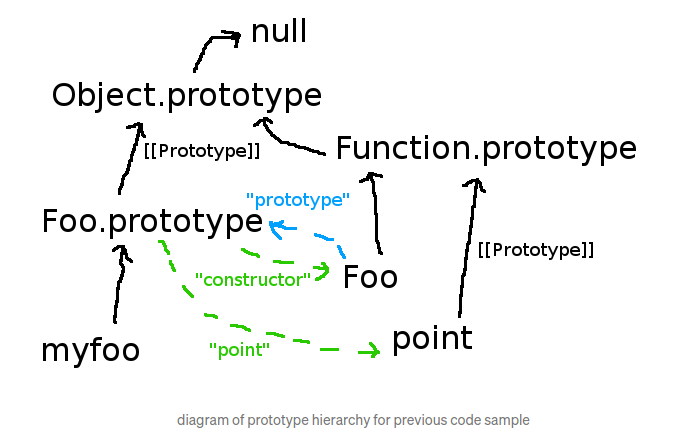 null
Object.prototype
[[Prototype]]
Function.prototype
"prototype"
Foo.prototype
[[Prototype]]
"constructor"
Foo
point
"point"
myfoo
diagram of prototype hierarchy for previous code sample